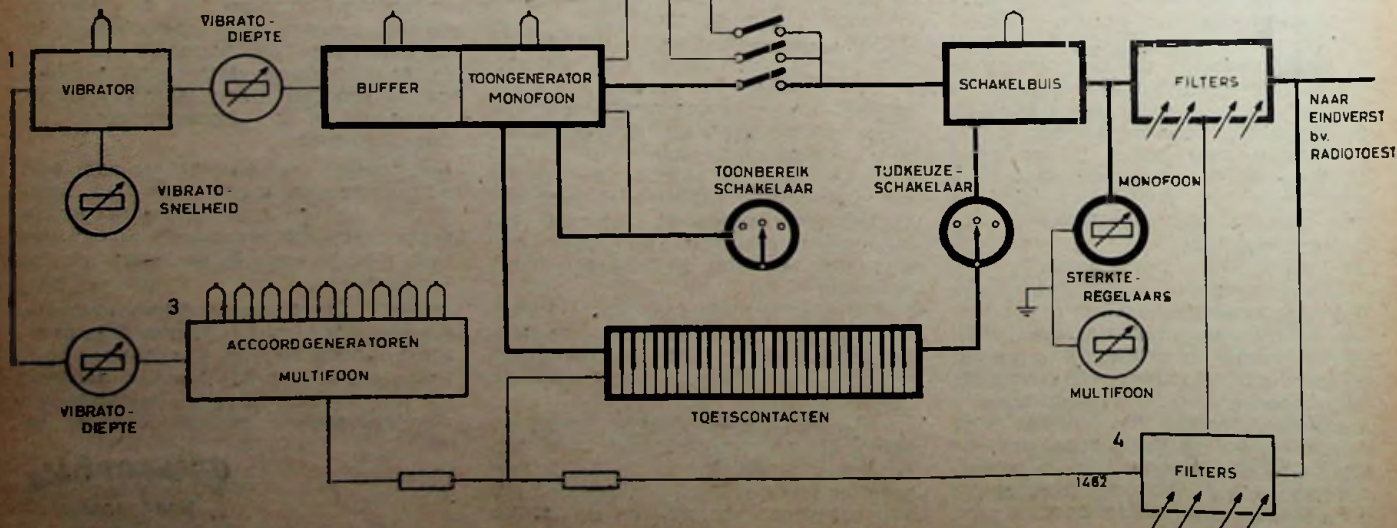 VIBRATO-
DIEPTE
1
VIBRATOR
BUFFER
TOONGENERATOR
MONOFOON
SCHAKELBUIS
FILTERS
NAAR
EINDVERST
bv.
RADIOTOEST
VIBRATO-
SNELHEID
TOONBEREIK
SCHAKELAAR
TIJDKEUZE-
SCHAKELAAR
MONOFOON
STERKTE-
REGELAARS
3
ACCOORDGENERATOREN
MULTIFOON
VIBRATO-
DIEPTE
TOETSCONTACTEN
MULTIFOON
4
FILTERS
1462